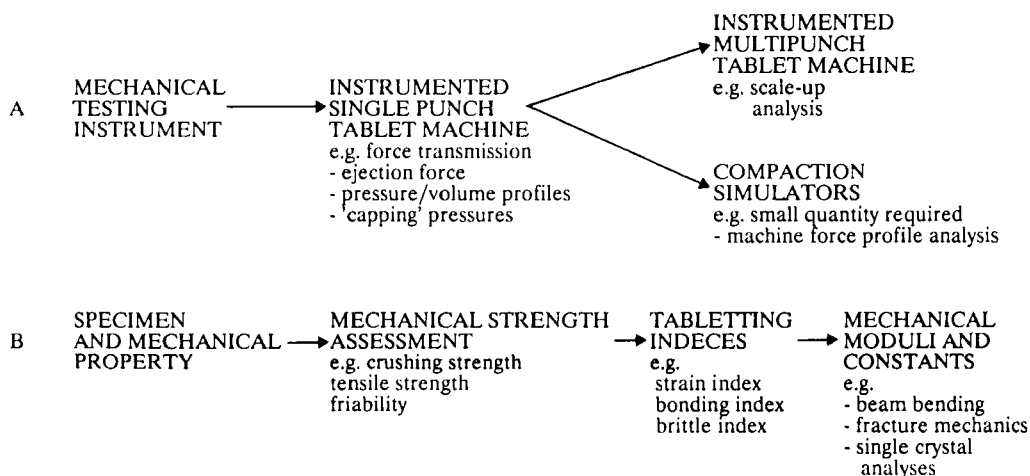 A
MECHANICAL
TESTING
INSTRUMENT
INSTRUMENTED
SINGLE PUNCH
TABLET MACHINE
e.g. force transmission
- ejection force
- pressure/volume profiles
- 'capping' pressures
INSTRUMENTED
MULTIPUNCH
TABLET MACHINE
e.g. scale-up
analysis
COMPACTION
SIMULATORS
e.g. small quantity required
- machine force profile analysis
B
SPECIMEN
AND MECHANICAL
PROPERTY
MECHANICAL STRENGTH
ASSESSMENT
e.g. crushing strength
tensile strength
friability
TABLETTING
INDECES
e.g.
strain index
bonding index
brittle index
MECHANICAL
MODULI AND
CONSTANTS
e.g.
- beam bending
- fracture mechanics
- single crystal
analyses